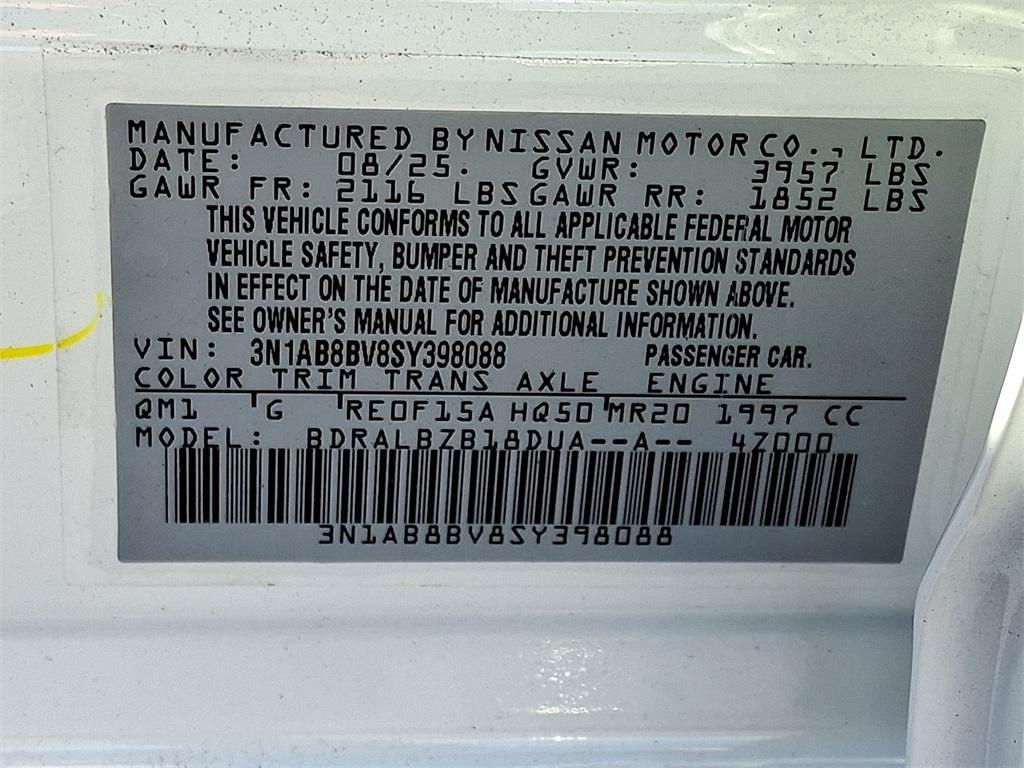 MANUFACTURED BY NISSAN MOTOR CO., LTD.
DATE: 08/25. GVWR: 3957 LBS
GAWR FR: 2116 LBS GAWR RR: 1852 LBS
THIS VEHICLE CONFORMS TO ALL APPLICABLE FEDERAL MOTOR
VEHICLE SAFETY, BUMPER AND THEFT PREVENTION STANDARDS
IN EFFECT ON THE DATE OF MANUFACTURE SHOWN ABOVE.
SEE OWNER'S MANUAL FOR ADDITIONAL INFORMATION.
VIN: 3N1AB8BV8SY398088 PASSENGER CAR.
COLOR TRIM TRANS AXLE ENGINE
QM1 G RE0F15A HQ50 MR20 1997 CC
MODEL: BDRALBZB18DUA--A-- 4Z000
3N1AB8BV8SY398088